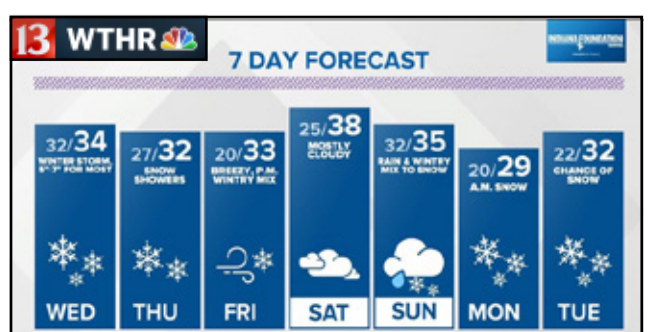 13 WTHR
INDIANA FOUNDATION
7 DAY FORECAST
32/34
WINTER STORM,
5"-7" FOR MOST
WED
27/32
SNOW
SHOWERS
THU
20/33
BREEZY, P.M.
WINTRY MIX
FRI
25/38
MOSTLY
CLOUDY
SAT
32/35
RAIN & WINTRY
MIX TO SNOW
SUN
20/29
A.M. SNOW
MON
22/32
CHANCE OF
SNOW
TUE